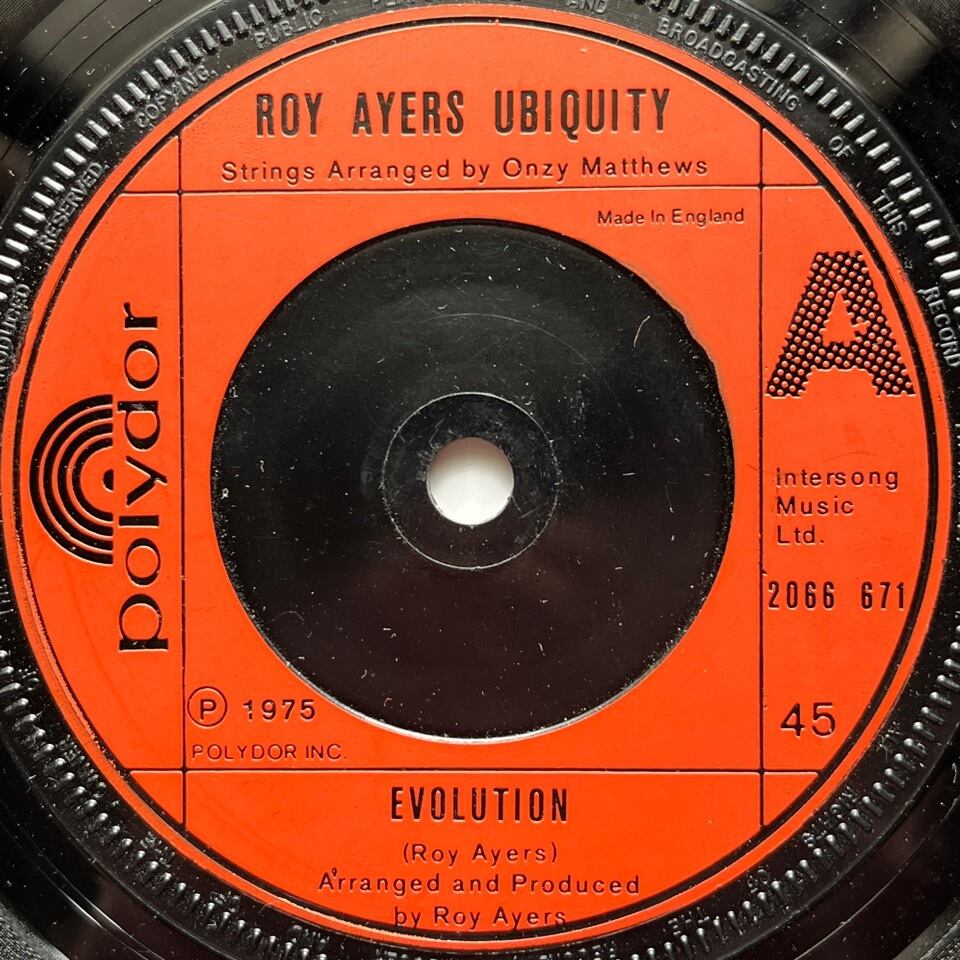 ROY AYERS UBIQUITY
Strings Arranged by Onzy Matthews
Made In England
A
polydor
Intersong
Music
Ltd.
2066 671
45
Ⓟ 1975
POLYDOR INC.
EVOLUTION
(Roy Ayers)
Arranged and Produced
by Roy Ayers
RESERVED. COPYING, PUBLIC AND BROADCASTING OF THIS RECORD